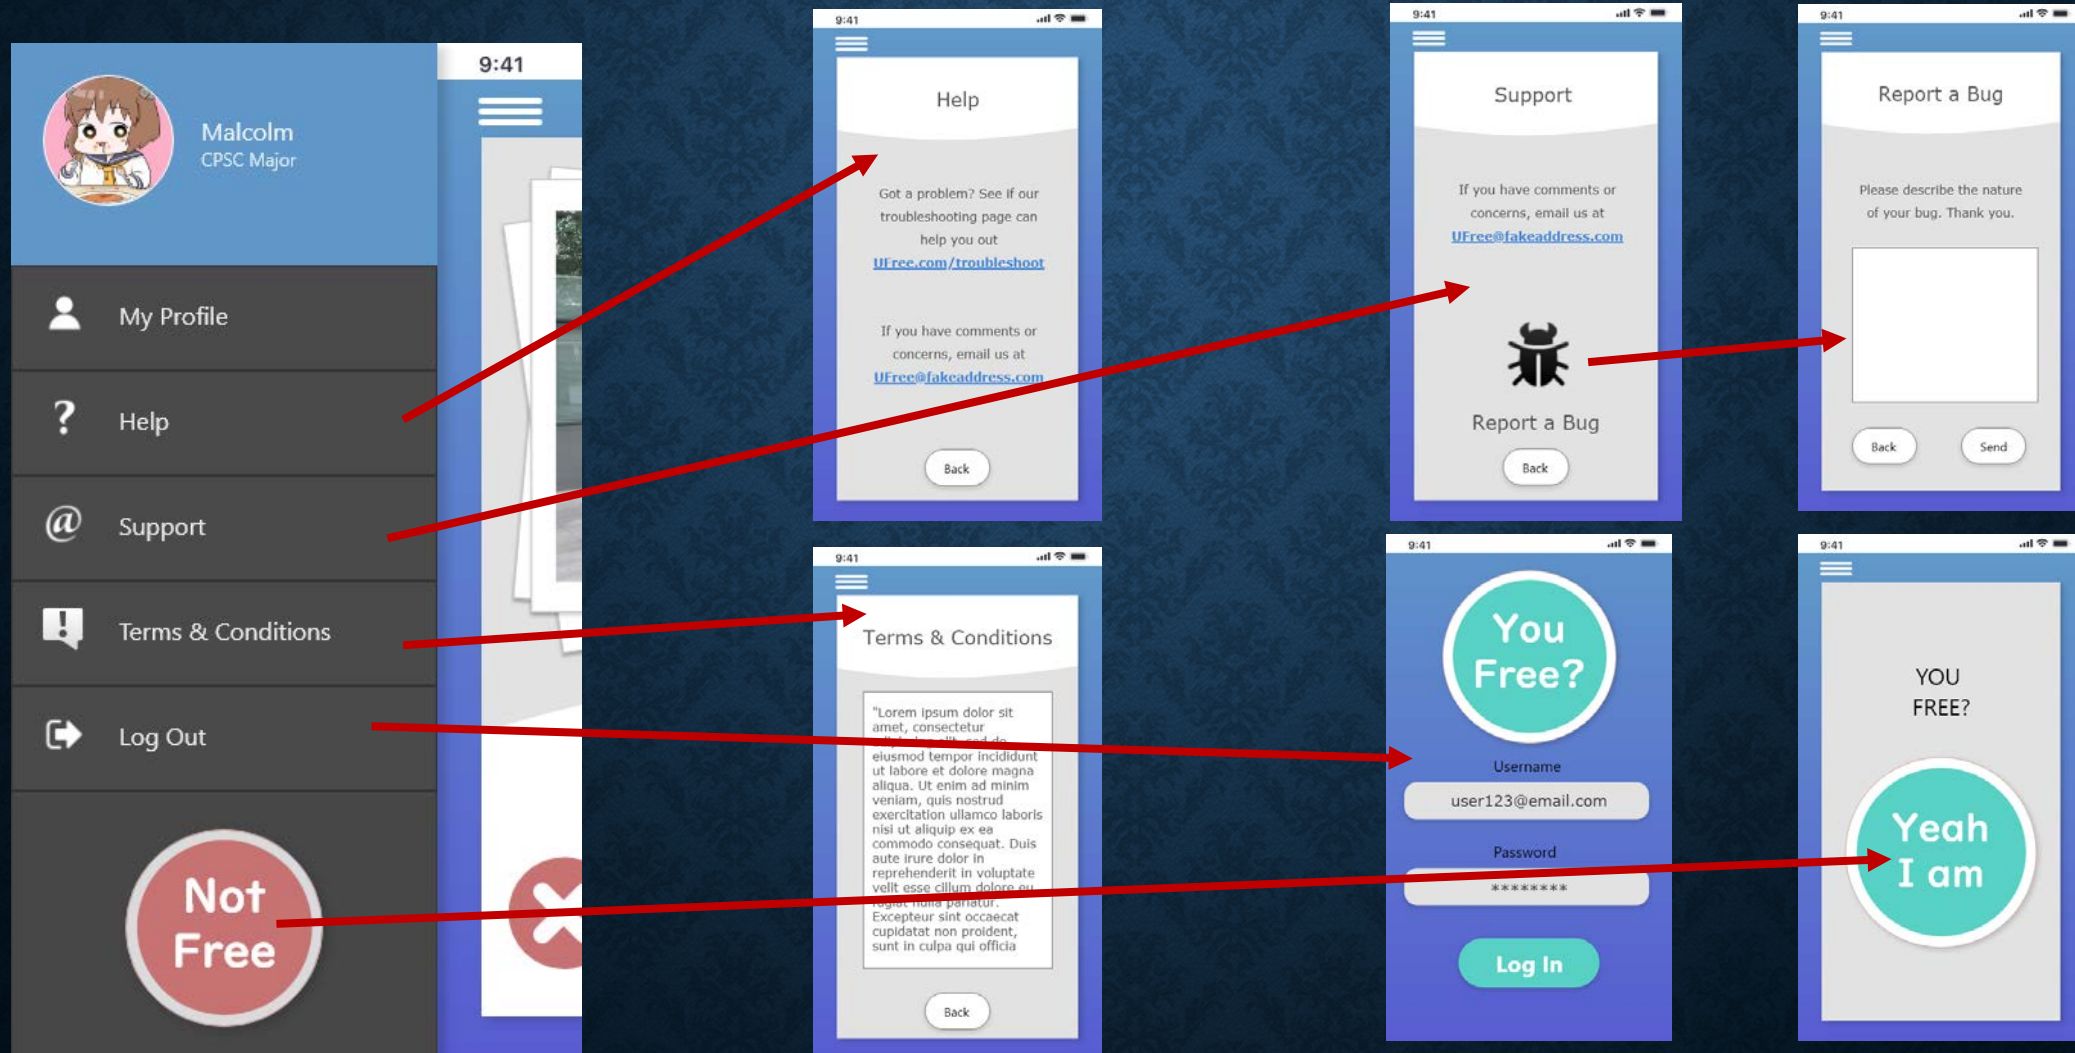 Malcolm
CPSC Major
My Profile
?
Help
@
Support
!
Terms & Conditions
Log Out
Not
Free
9:41
9:41
Help
Got a problem? See if our
troubleshooting page can
help you out
UFree.com/troubleshoot
If you have comments or
concerns, email us at
UFree@fakeaddress.com
Back
9:41
Support
If you have comments or
concerns, email us at
UFree@fakeaddress.com
Report a Bug
Back
9:41
Report a Bug
Please describe the nature
of your bug. Thank you.
Back
Send
9:41
Terms & Conditions
"Lorem ipsum dolor sit
amet, consectetur
elit, sed do
eiusmod tempor incididunt
ut labore et dolore magna
aliqua. Ut enim ad minim
veniam, quis nostrud
exercitation ullamco laboris
nisi ut aliquip ex ea
commodo consequat. Duis
aute irure dolor in
reprehenderit in voluptate
velit esse cillum dolore eu
fugiat nulla pariatur.
Excepteur sint occaecat
cupidatat non proident,
sunt in culpa qui officia
Back
9:41
You
Free?
Username
user123@email.com
Password
********
Log In
9:41
YOU
FREE?
Yeah
I am